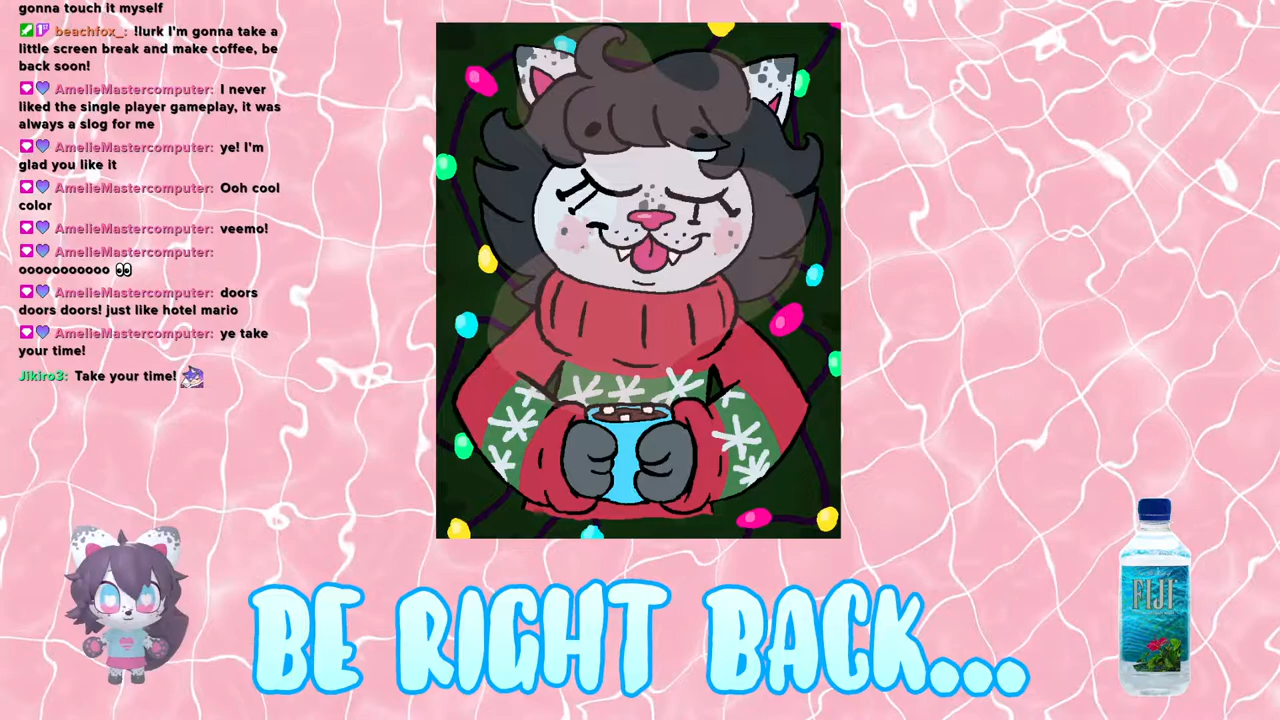 gonna touch it myself
beachfox_: !lurk I'm gonna take a
little screen break and make coffee, be
back soon!
AmelieMastercomputer: I never
liked the single player gameplay, it was
always a slog for me
AmelieMastercomputer: ye! I'm
glad you like it
AmelieMastercomputer: Ooh cool
color
AmelieMastercomputer: veemo!
AmelieMastercomputer:
ooooooooooo 👀
AmelieMastercomputer: doors
doors doors! just like hotel mario
AmelieMastercomputer: ye take
your time!
Jikiro3: Take your time!
FIJI
BE RIGHT BACK...